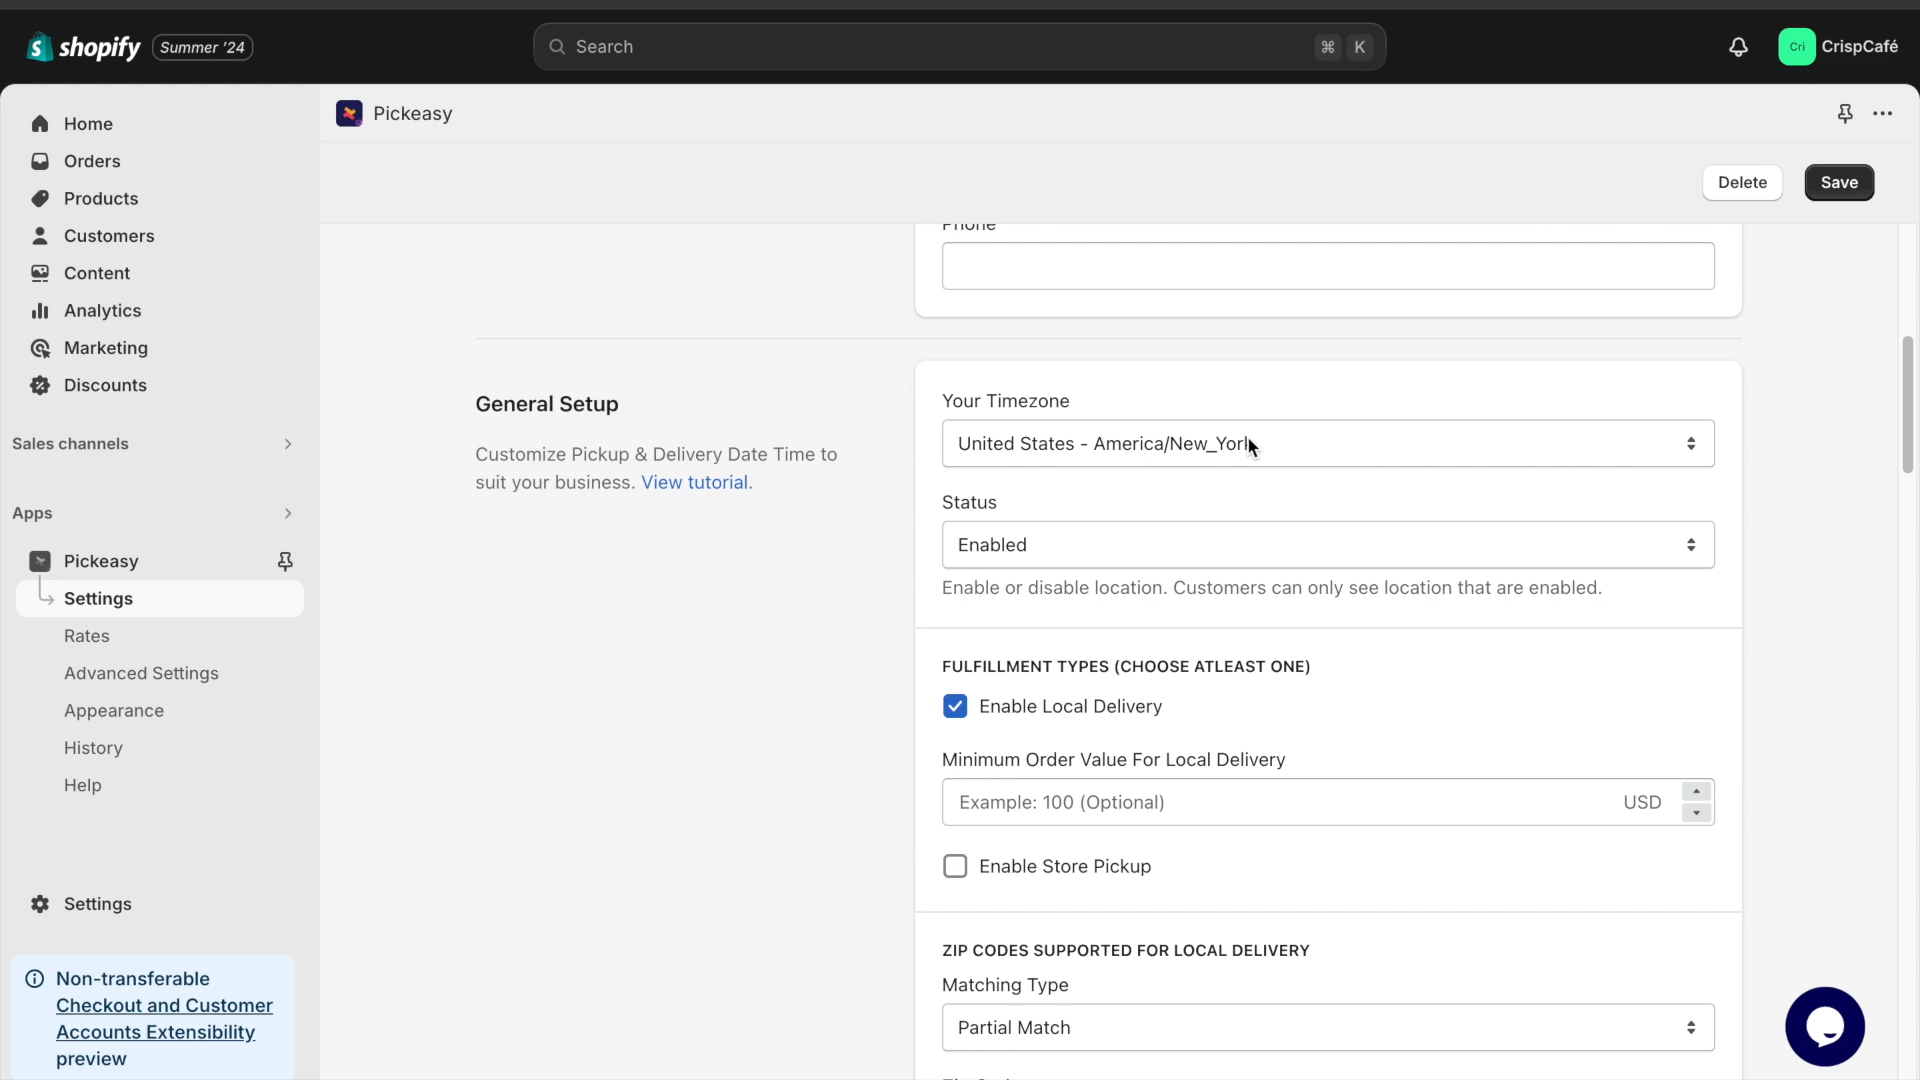 shopify Summer '24
Search
⌘ K
Cri CrispCafé
Home
Orders
Products
Customers
Content
Analytics
Marketing
Discounts
Sales channels
Apps
Pickeasy
Settings
Rates
Advanced Settings
Appearance
History
Help
Settings
Non-transferable
Checkout and Customer
Accounts Extensibility
preview
Pickeasy
Delete
Save
Phone
General Setup
Customize Pickup & Delivery Date Time to
suit your business. View tutorial.
Your Timezone
United States - America/New_York
Status
Enabled
Enable or disable location. Customers can only see location that are enabled.
FULFILLMENT TYPES (CHOOSE ATLEAST ONE)
Enable Local Delivery
Minimum Order Value For Local Delivery
Example: 100 (Optional) USD
Enable Store Pickup
ZIP CODES SUPPORTED FOR LOCAL DELIVERY
Matching Type
Partial Match